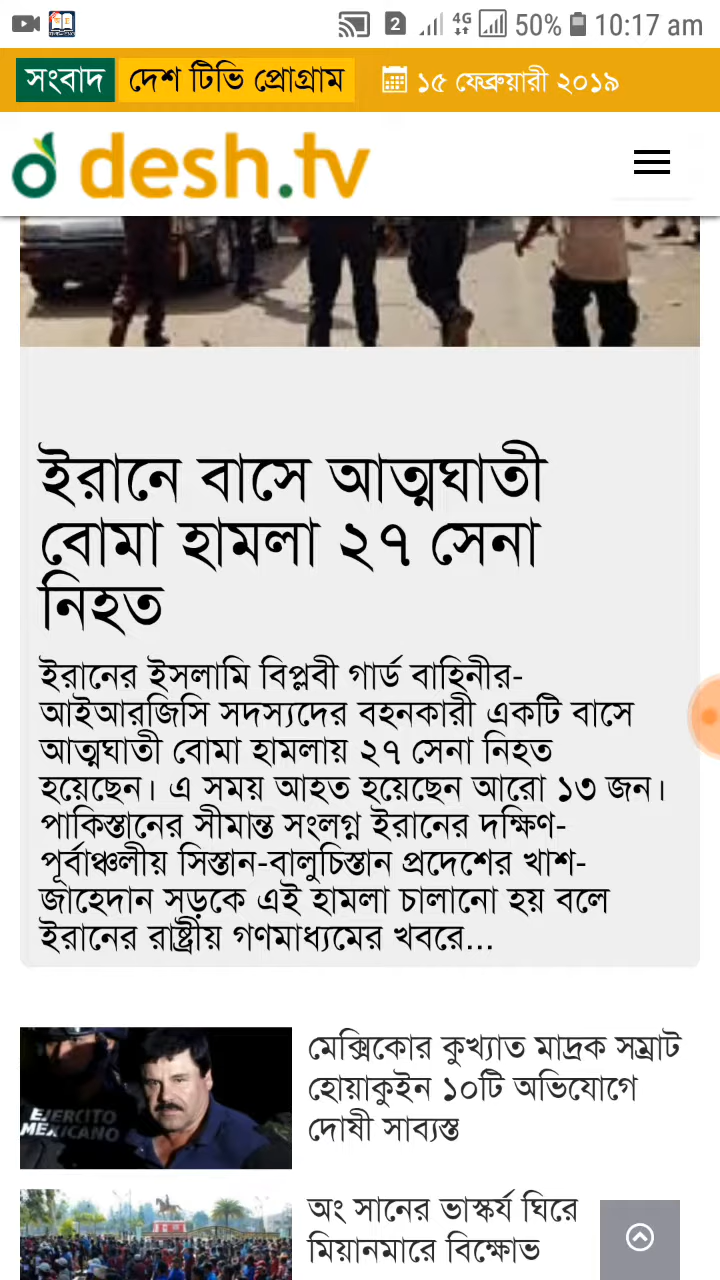 2 4G 50% 10:17 am
সংবাদ দেশ টিভি প্রোগ্রাম ১৫ ফেব্রুয়ারী ২০১৯
desh.tv
ইরানে বাসে আত্মঘাতী
বোমা হামলা ২৭ সেনা
নিহত
ইরানের ইসলামি বিপ্লবী গার্ড বাহিনীর-
আইআরজিসি সদস্যদের বহনকারী একটি বাসে
আত্মঘাতী বোমা হামলায় ২৭ সেনা নিহত
হয়েছেন। এ সময় আহত হয়েছেন আরো ১৩ জন।
পাকিস্তানের সীমান্ত সংলগ্ন ইরানের দক্ষিণ-
পূর্বাঞ্চলীয় সিস্তান-বালুচিস্তান প্রদেশের খাশ-
জাহেদান সড়কে এই হামলা চালানো হয় বলে
ইরানের রাষ্ট্রীয় গণমাধ্যমের খবরে...
EJERCITO
MEXICANO
মেক্সিকোর কুখ্যাত মাদ্রক সম্রাট
হোয়াকুইন ১০টি অভিযোগে
দোষী সাব্যস্ত
অং সানের ভাস্কর্য ঘিরে
মিয়ানমারে বিক্ষোভ